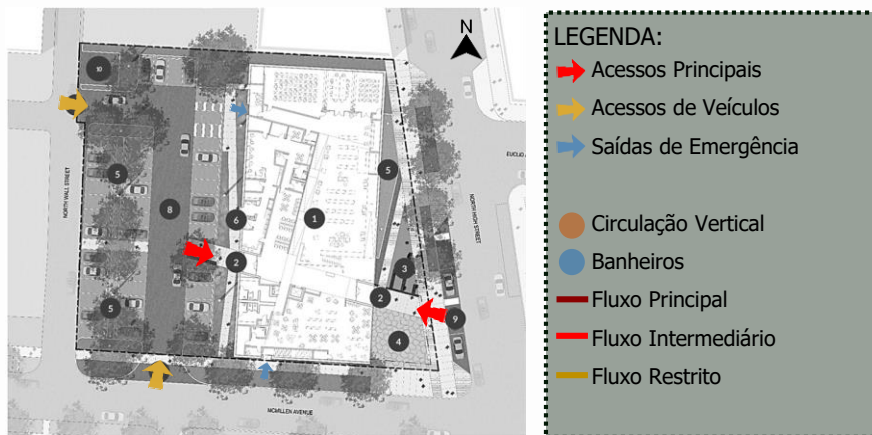 N
10
EUCLID A
NORTH WALL STREET
5
5
8
1
6
NORTH HIGH STREET
3
2
2
9
4
5
MCMILLEN AVENUE
LEGENDA:
Acessos Principais
Acessos de Veículos
Saídas de Emergência
Circulação Vertical
Banheiros
Fluxo Principal
Fluxo Intermediário
Fluxo Restrito